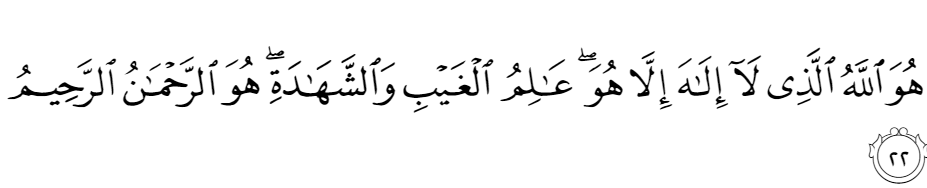 هُوَ ٱللَّهُ ٱلَّذِى لَآ إِلَـٰهَ إِلَّا هُوَ ۖ عَـٰلِمُ ٱلْغَيْبِ وَٱلشَّهَـٰدَةِ ۖ هُوَ ٱلرَّحْمَـٰنُ ٱلرَّحِيمُ
٢٢